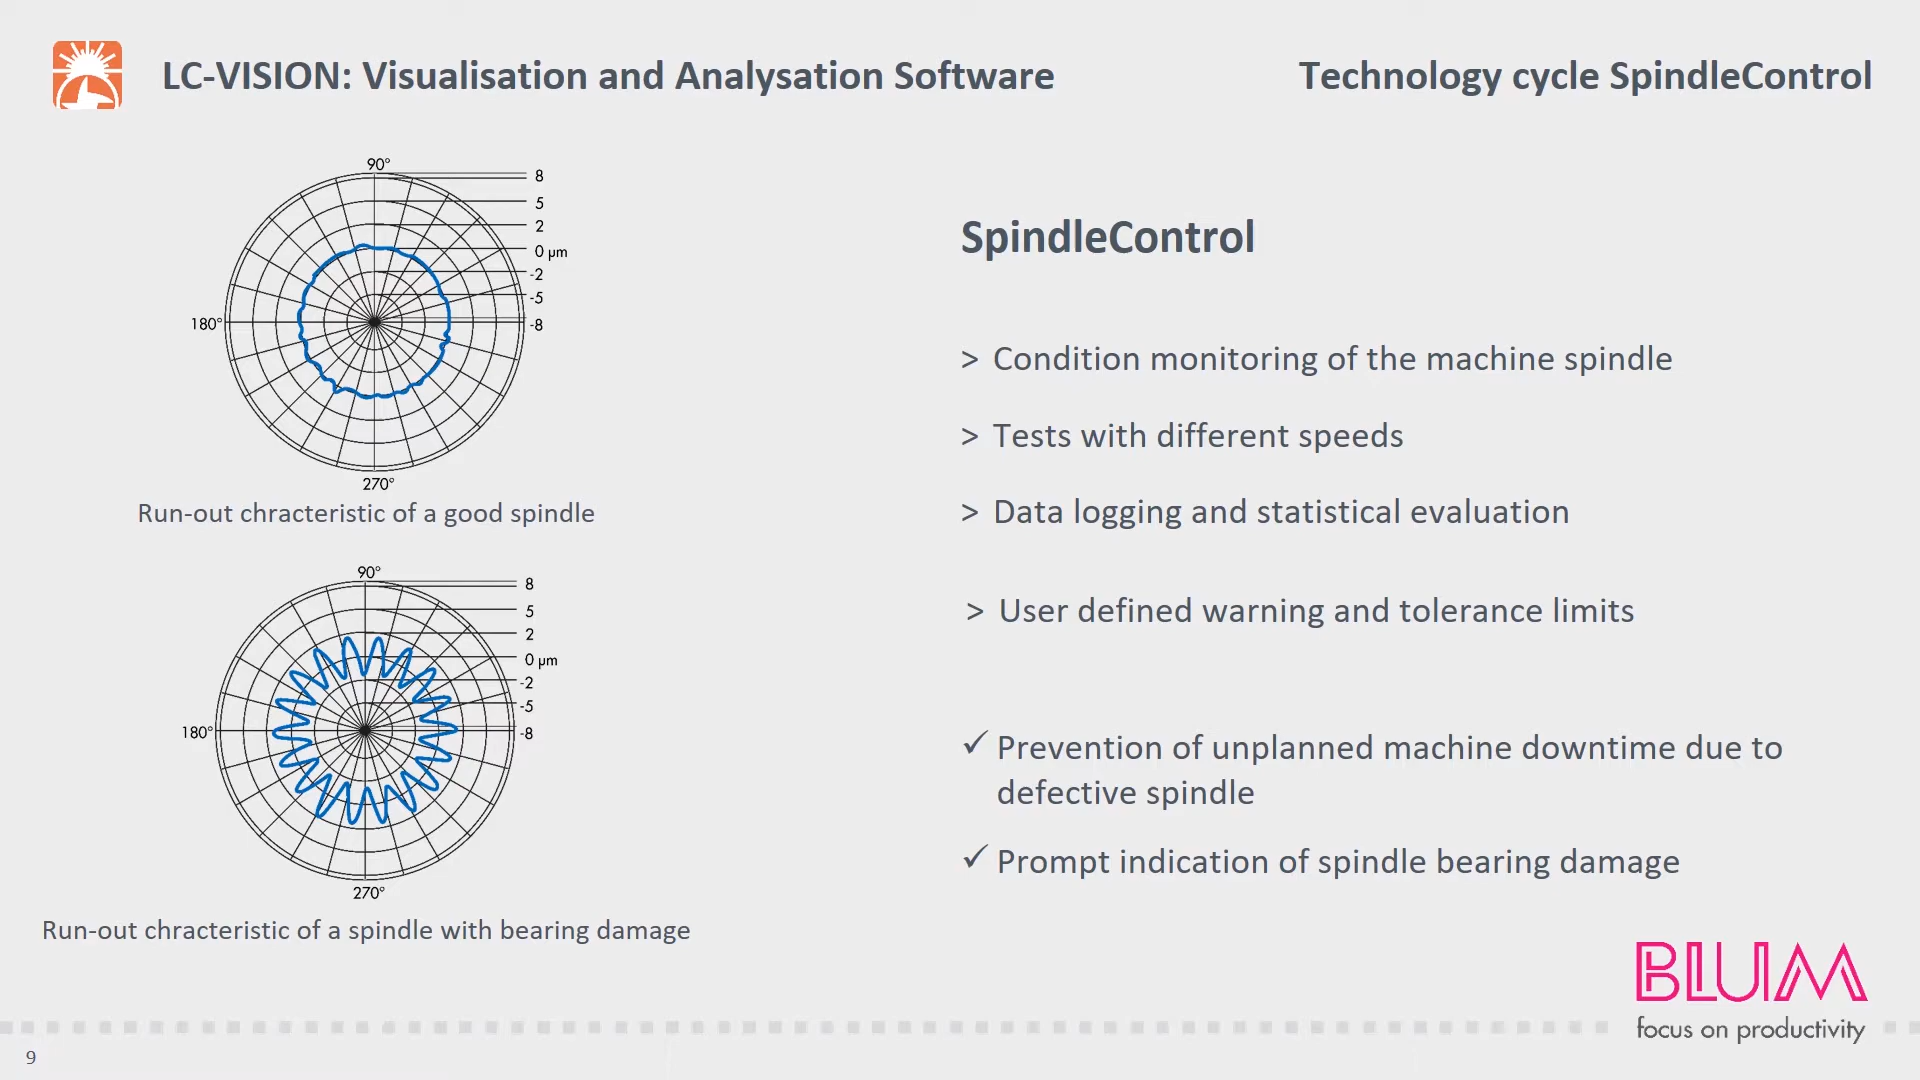 LC-VISION: Visualisation and Analysation Software
Technology cycle SpindleControl
90°
8
5
2
0 µm
-2
-5
-8
180°
270°
Run-out chracteristic of a good spindle
90°
8
5
2
0 µm
-2
-5
-8
180°
270°
Run-out chracteristic of a spindle with bearing damage
SpindleControl
> Condition monitoring of the machine spindle
> Tests with different speeds
> Data logging and statistical evaluation
> User defined warning and tolerance limits
✓ Prevention of unplanned machine downtime due to
defective spindle
✓ Prompt indication of spindle bearing damage
BLUM
focus on productivity
9